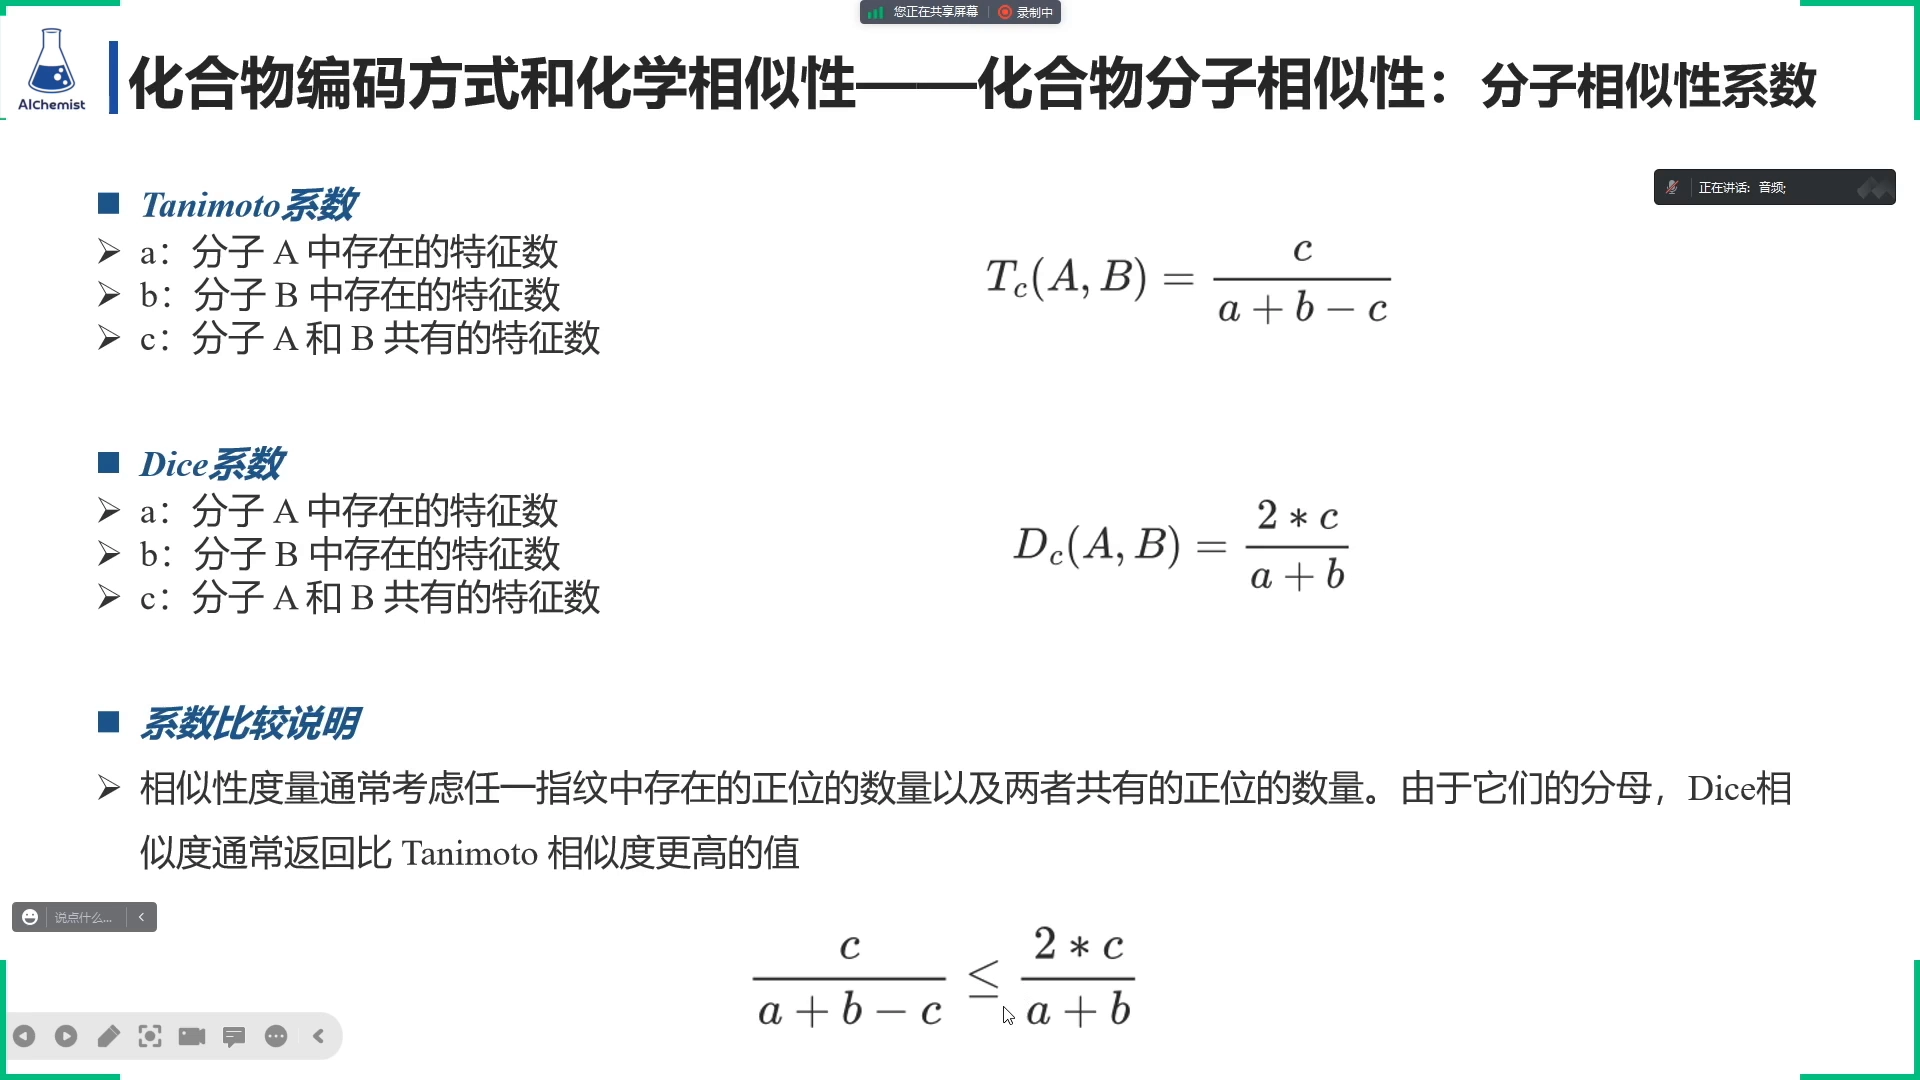 您正在共享屏幕 录制中
AIChemist
化合物编码方式和化学相似性——化合物分子相似性：分子相似性系数
正在讲话: 音频;
Tanimoto系数
a：分子 A 中存在的特征数
b：分子 B 中存在的特征数
c：分子 A 和 B 共有的特征数
T_c(A, B) = c / (a + b − c)
Dice系数
a：分子 A 中存在的特征数
b：分子 B 中存在的特征数
c：分子 A 和 B 共有的特征数
D_c(A, B) = 2 * c / (a + b)
系数比较说明
相似性度量通常考虑任一指纹中存在的正位的数量以及两者共有的正位的数量。由于它们的分母，Dice相
似度通常返回比 Tanimoto 相似度更高的值
说点什么...
c / (a + b − c) ≤ 2 * c / (a + b)